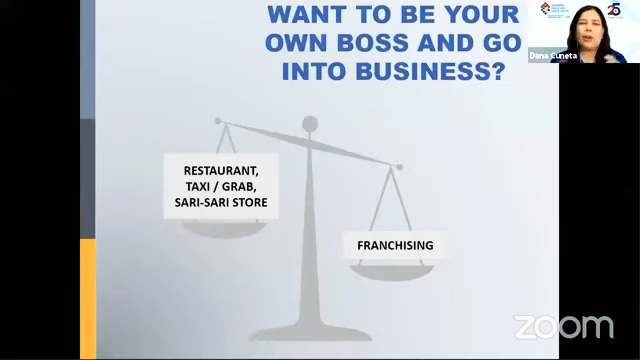 WANT TO BE YOUR
OWN BOSS AND GO
INTO BUSINESS?
Dana Cuneta
RESTAURANT,
TAXI / GRAB,
SARI-SARI STORE
FRANCHISING
zoom